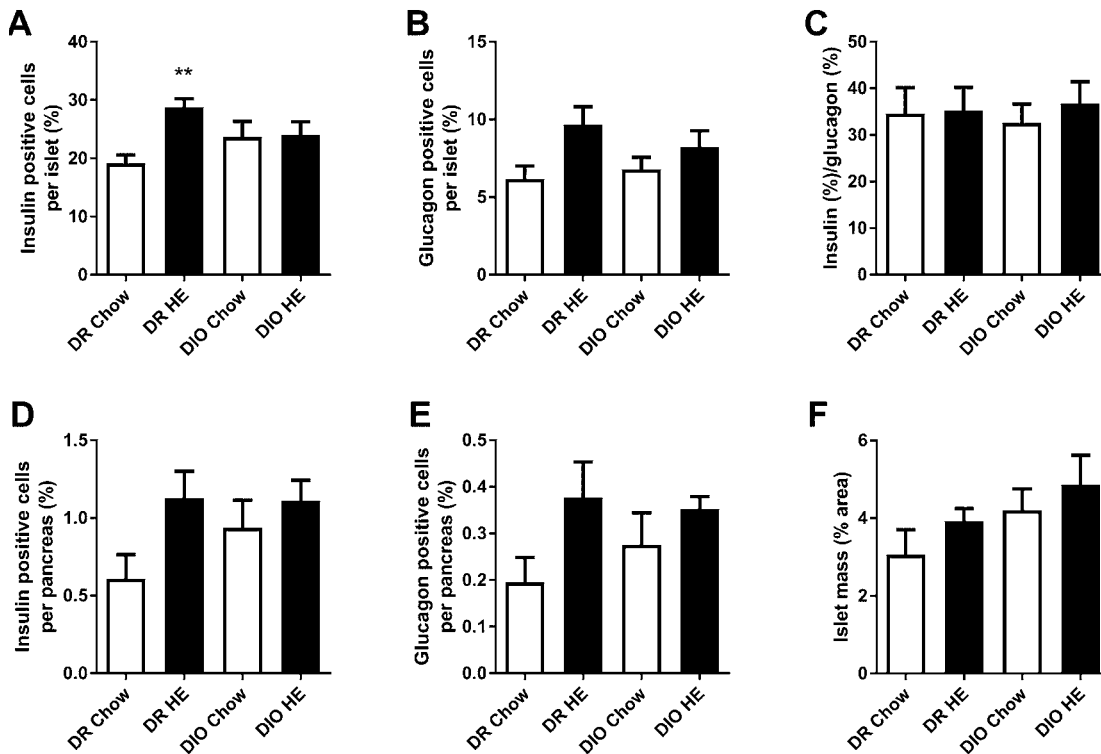 A
Insulin positive cells
per islet (%)
40
30
20
10
0
**
DR Chow
DR HE
DIO Chow
DIO HE
B
Glucagon positive cells
per islet (%)
15
10
5
0
DR Chow
DR HE
DIO Chow
DIO HE
C
Insulin (%)/glucagon (%)
50
40
30
20
10
0
DR Chow
DR HE
DIO Chow
DIO HE
D
Insulin positive cells
per pancreas (%)
1.5
1.0
0.5
0.0
DR Chow
DR HE
DIO Chow
DIO HE
E
Glucagon positive cells
per pancreas (%)
0.5
0.4
0.3
0.2
0.1
0.0
DR Chow
DR HE
DIO Chow
DIO HE
F
Islet mass (% area)
6
4
2
0
DR Chow
DR HE
DIO Chow
DIO HE